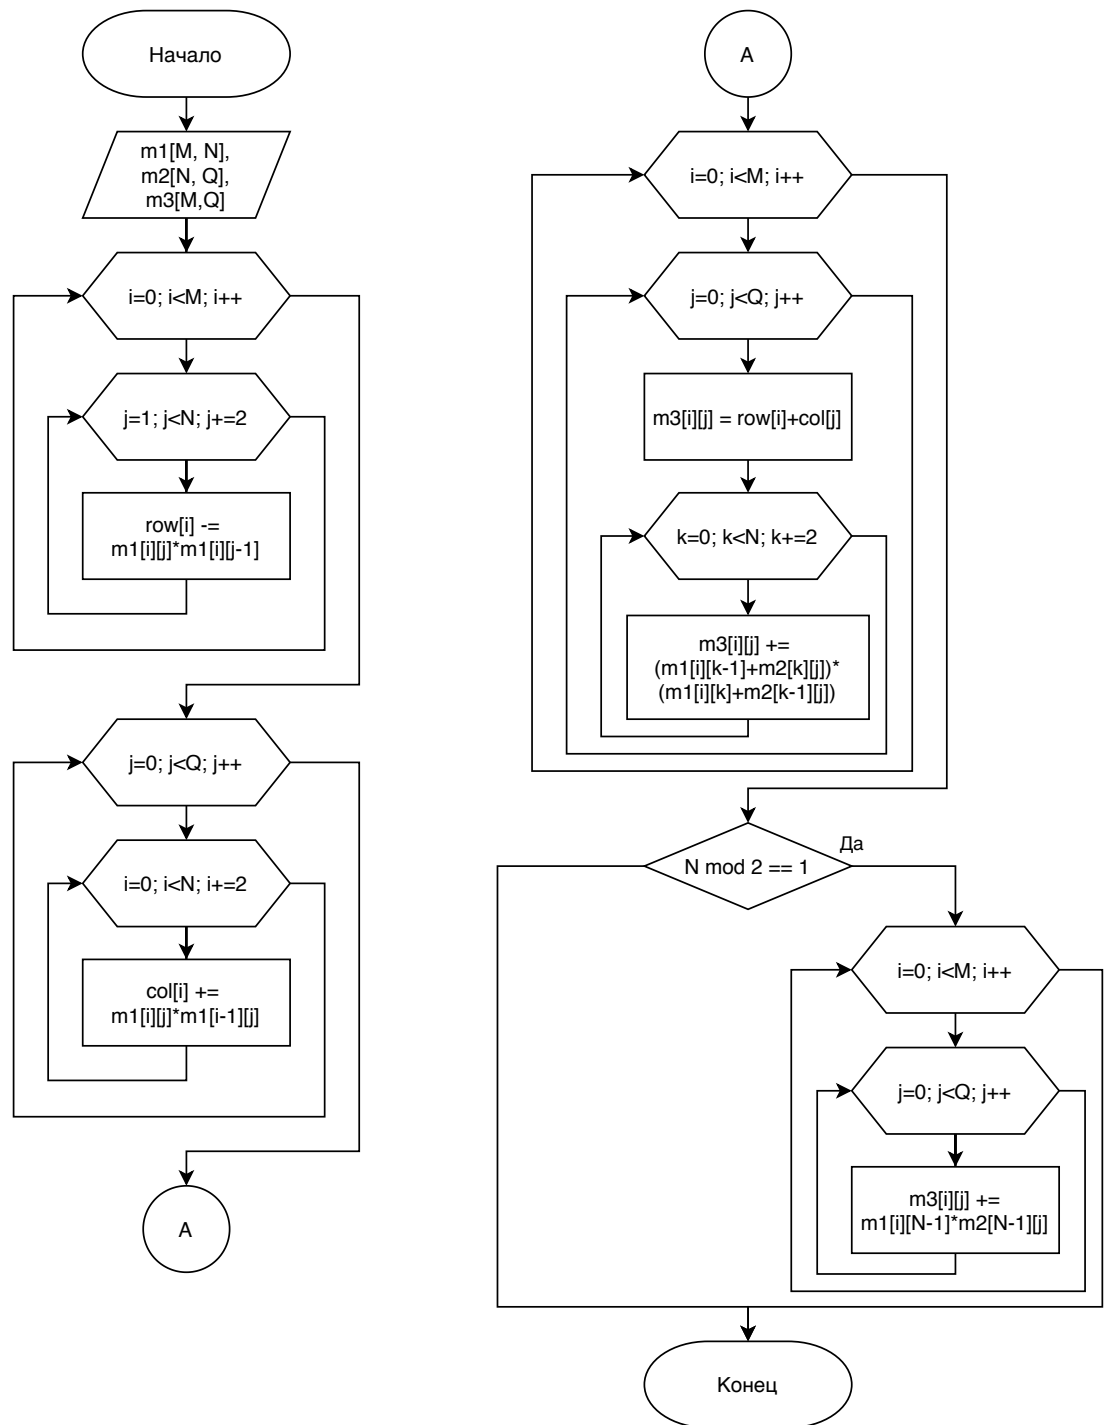 Начало
m1[M, N],
m2[N, Q],
m3[M,Q]
i=0; i<M; i++
j=1; j<N; j+=2
row[i] -=
m1[i][j]*m1[i][j-1]
j=0; j<Q; j++
i=0; i<N; i+=2
col[i] +=
m1[i][j]*m1[i-1][j]
A
A
i=0; i<M; i++
j=0; j<Q; j++
m3[i][j] = row[i]+col[j]
k=0; k<N; k+=2
m3[i][j] +=
(m1[i][k-1]+m2[k][j])*
(m1[i][k]+m2[k-1][j])
N mod 2 == 1
Да
i=0; i<M; i++
j=0; j<Q; j++
m3[i][j] +=
m1[i][N-1]*m2[N-1][j]
Конец